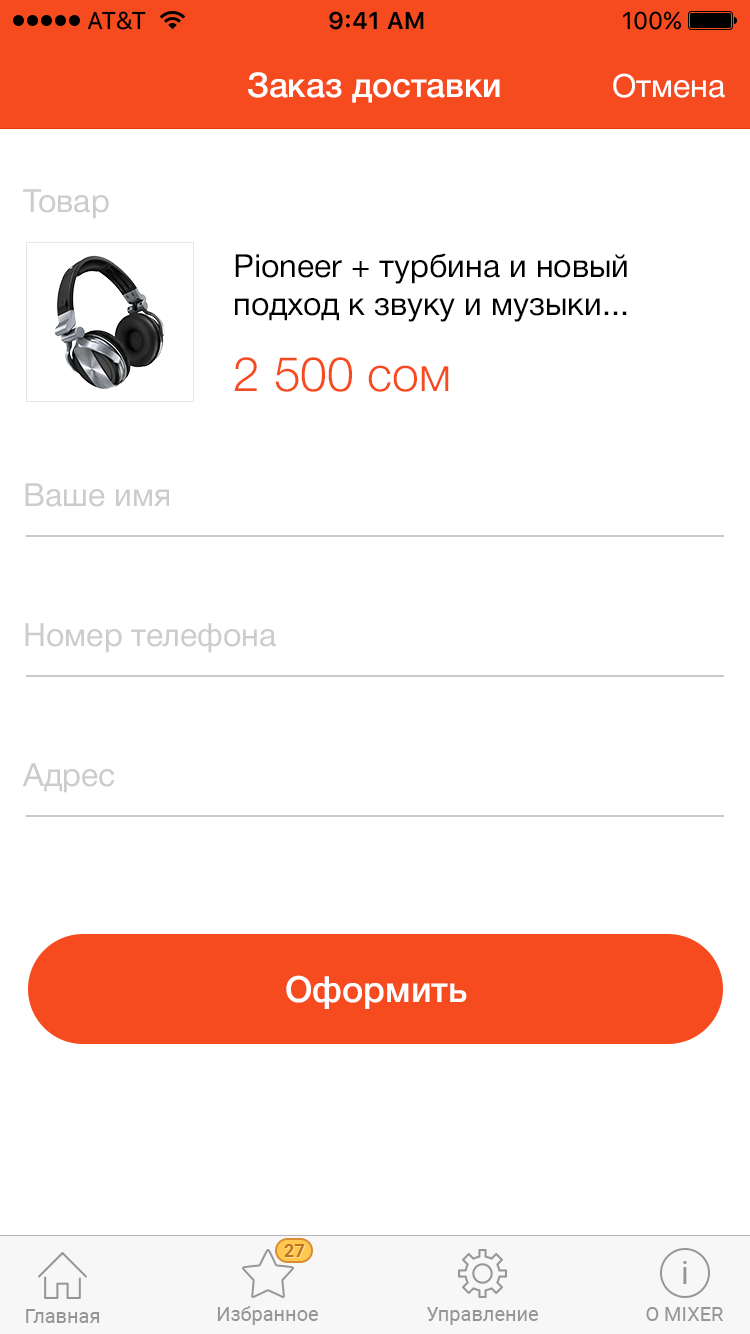 AT&T 9:41 AM 100%
Заказ доставки Отмена
Товар
Pioneer + турбина и новый
подход к звуку и музыки...
2 500 сом
Ваше имя
Номер телефона
Адрес
Оформить
27
Главная Избранное Управление О MIXER